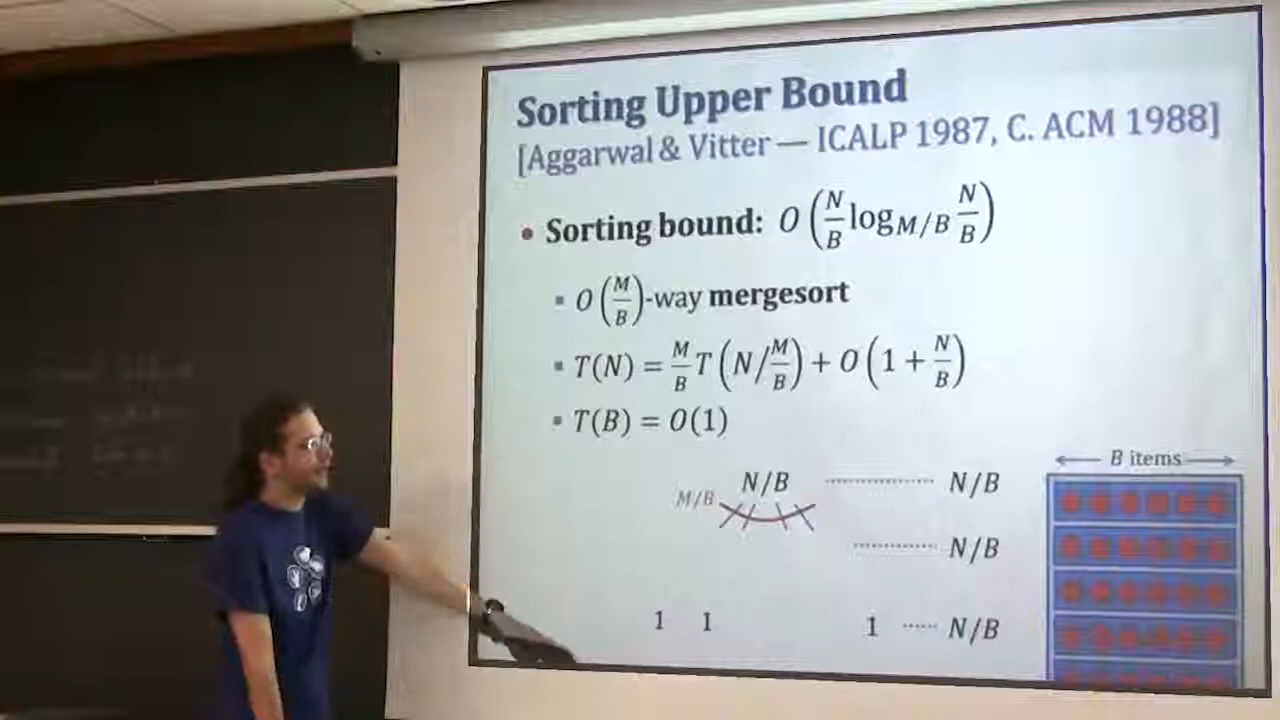 Sorting Upper Bound
[Aggarwal & Vitter — ICALP 1987, C. ACM 1988]
• Sorting bound: O(N/B log_{M/B} N/B)
▪ O(M/B)-way mergesort
▪ T(N) = M/B T(N/M/B) + O(1 + N/B)
▪ T(B) = O(1)
B items
M/B N/B N/B
N/B
1 1 1 N/B